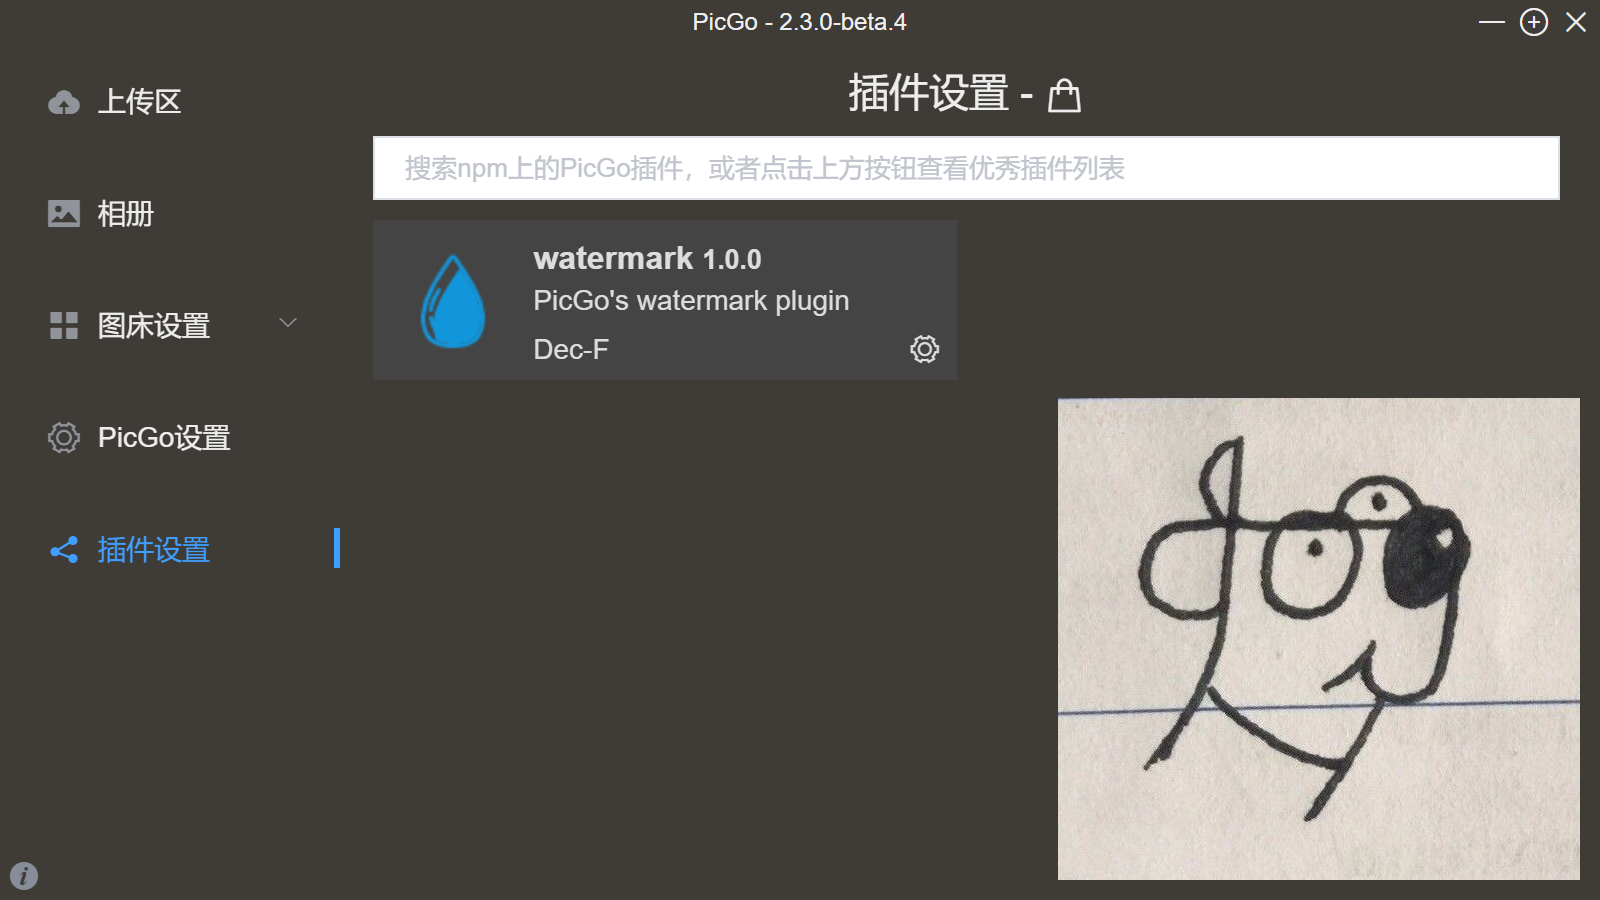 PicGo - 2.3.0-beta.4
上传区
相册
图床设置
PicGo设置
插件设置
插件设置 -
搜索npm上的PicGo插件，或者点击上方按钮查看优秀插件列表
watermark 1.0.0
PicGo's watermark plugin
Dec-F